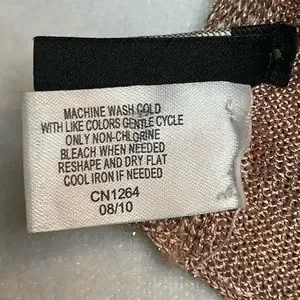 MACHINE WASH COLD
WITH LIKE COLORS GENTLE CYCLE
ONLY NON-CHLORINE
BLEACH WHEN NEEDED
RESHAPE AND DRY FLAT
COOL IRON IF NEEDED
CN1264
08/10